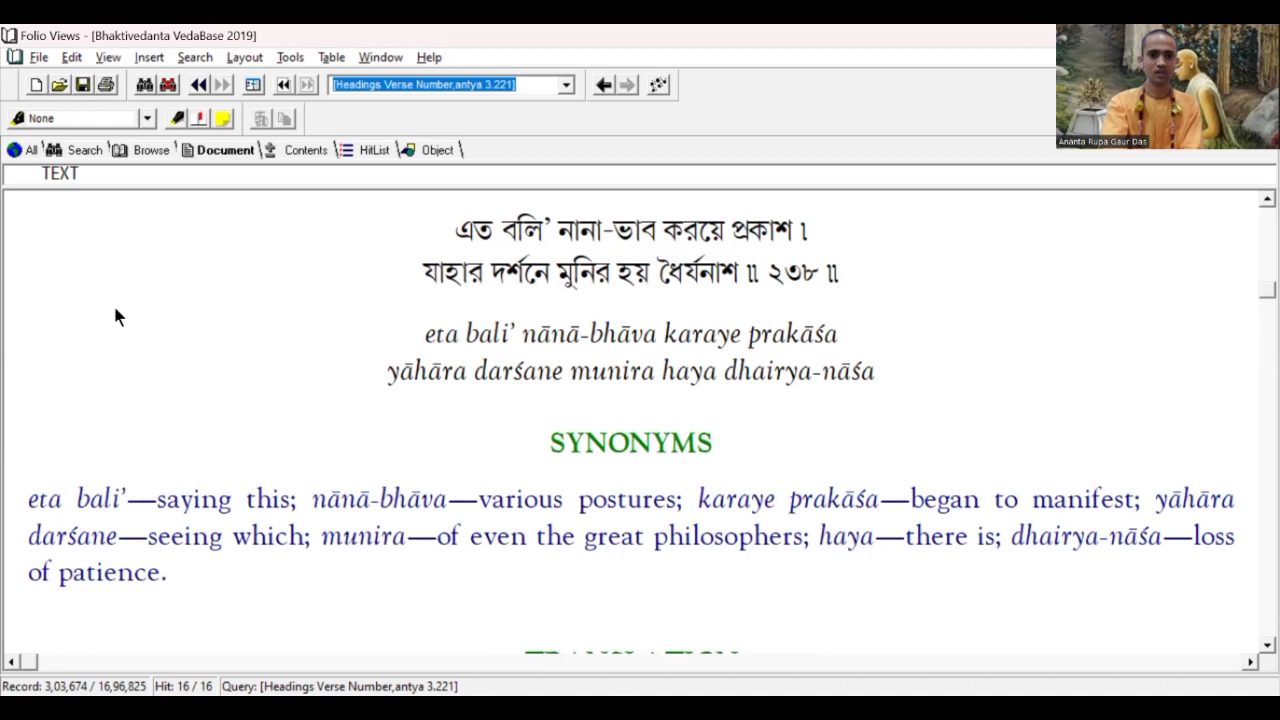 Folio Views - [Bhaktivedanta VedaBase 2019]
File Edit View Insert Search Layout Tools Table Window Help
[Headings Verse Number,antya 3.221]
None
All Search Browse Document Contents HitList Object
TEXT
এত বলি’ নানা-ভাব করয়ে প্রকাশ ।
যাহার দর্শনে মুনির হয় ধৈর্যনাশ ॥ ২৩৮ ॥
eta bali’ nānā-bhāva karaye prakāśa
yāhāra darśane munira haya dhairya-nāśa
SYNONYMS
eta bali’—saying this; nānā-bhāva—various postures; karaye prakāśa—began to manifest; yāhāra
darśane—seeing which; munira—of even the great philosophers; haya—there is; dhairya-nāśa—loss
of patience.
TRANSLATION
Record: 3,03,674 / 16,96,825 Hit: 16 / 16 Query: [Headings Verse Number,antya 3.221]
Ananta Rupa Gaur Das